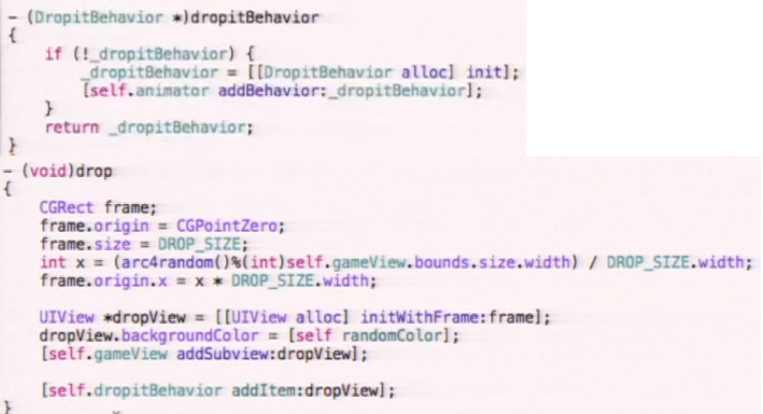 - (DropitBehavior *)dropitBehavior
{
    if (!_dropitBehavior) {
        _dropitBehavior = [[DropitBehavior alloc] init];
        [self.animator addBehavior:_dropitBehavior];
    }
    return _dropitBehavior;
}
- (void)drop
{
    CGRect frame;
    frame.origin = CGPointZero;
    frame.size = DROP_SIZE;
    int x = (arc4random()%(int)self.gameView.bounds.size.width) / DROP_SIZE.width;
    frame.origin.x = x * DROP_SIZE.width;

    UIView *dropView = [[UIView alloc] initWithFrame:frame];
    dropView.backgroundColor = [self randomColor];
    [self.gameView addSubview:dropView];

    [self.dropitBehavior addItem:dropView];
}